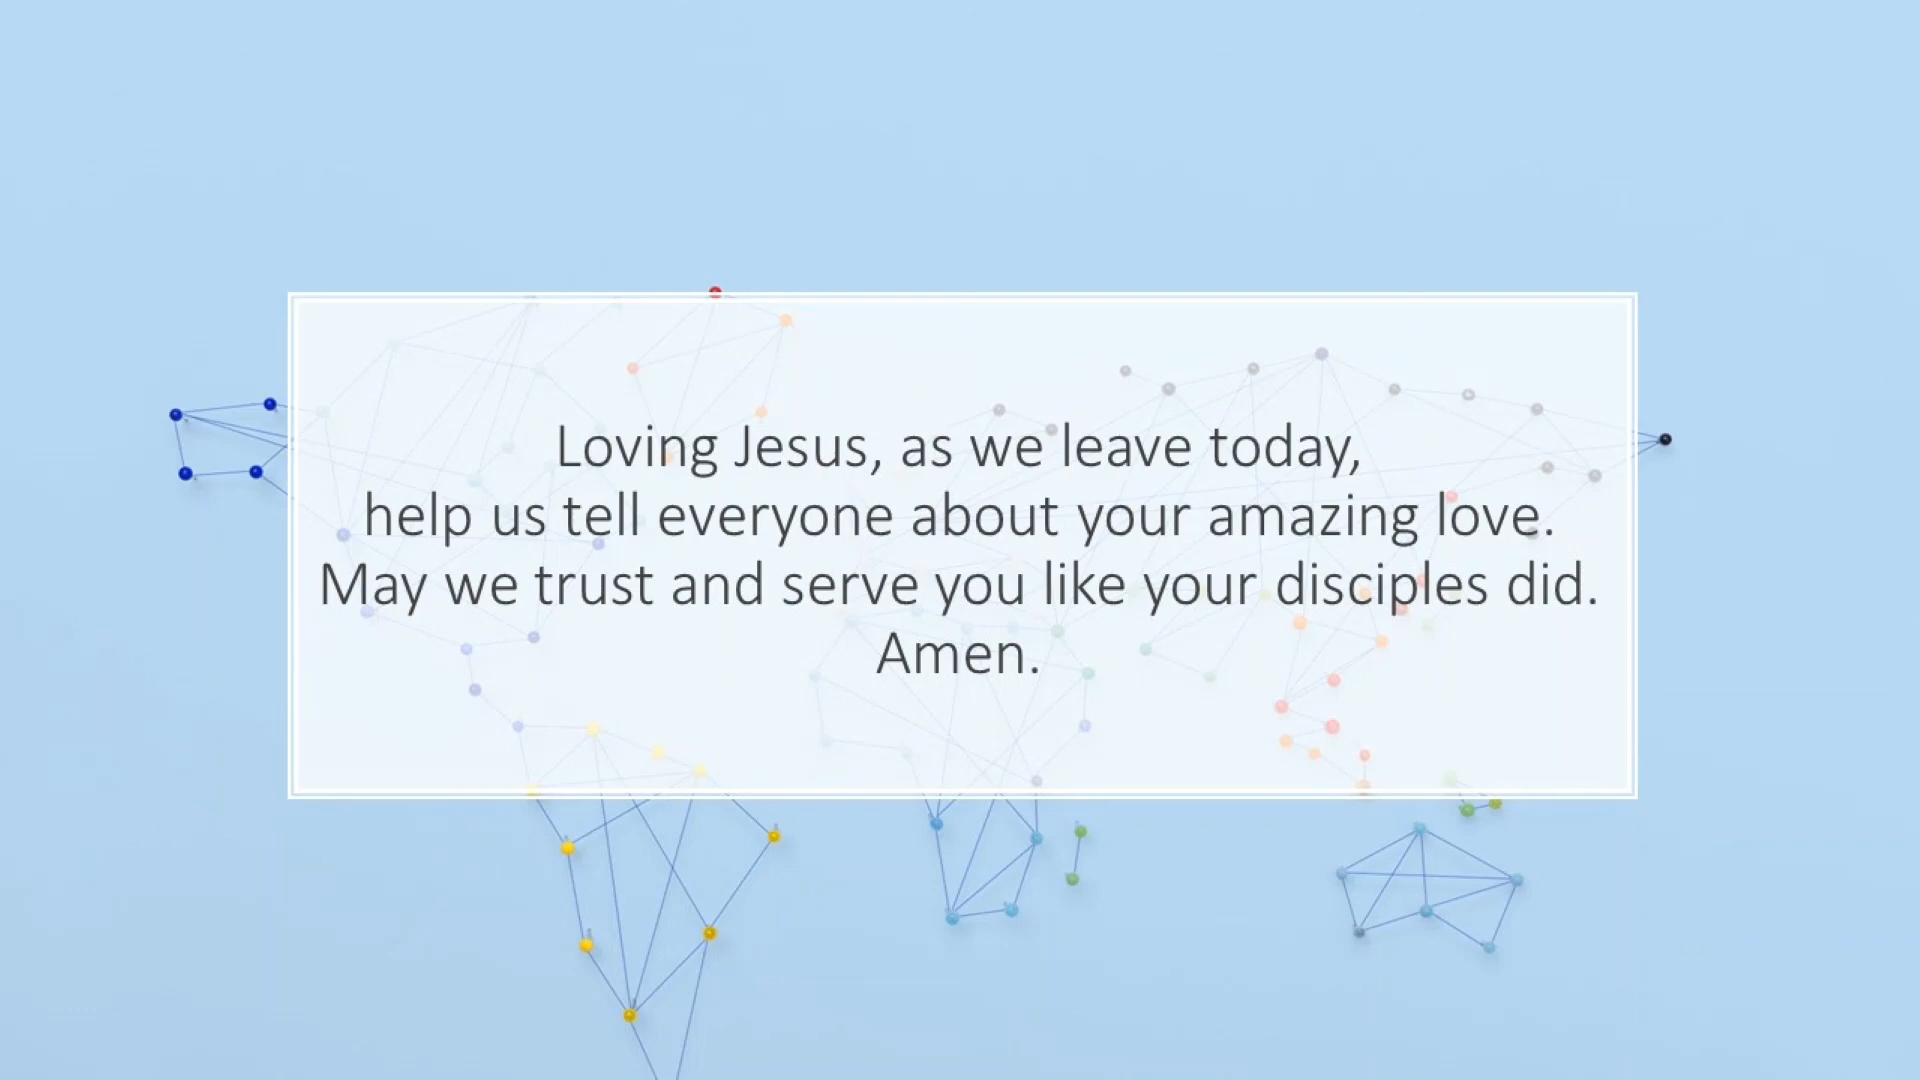 Loving Jesus, as we leave today,
help us tell everyone about your amazing love.
May we trust and serve you like your disciples did.
Amen.